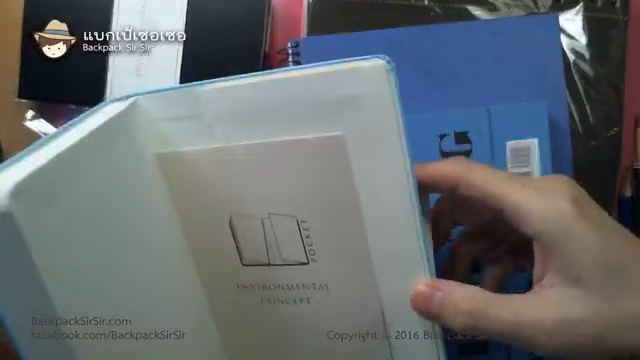 แบกเป้เซอเซอ
Backpack Sir Sir
POCKET
ENVIRONMENTAL
CONCEPT
BackpackSirSir.com
facebook.com/BackpackSirSir
Copyright © 2016